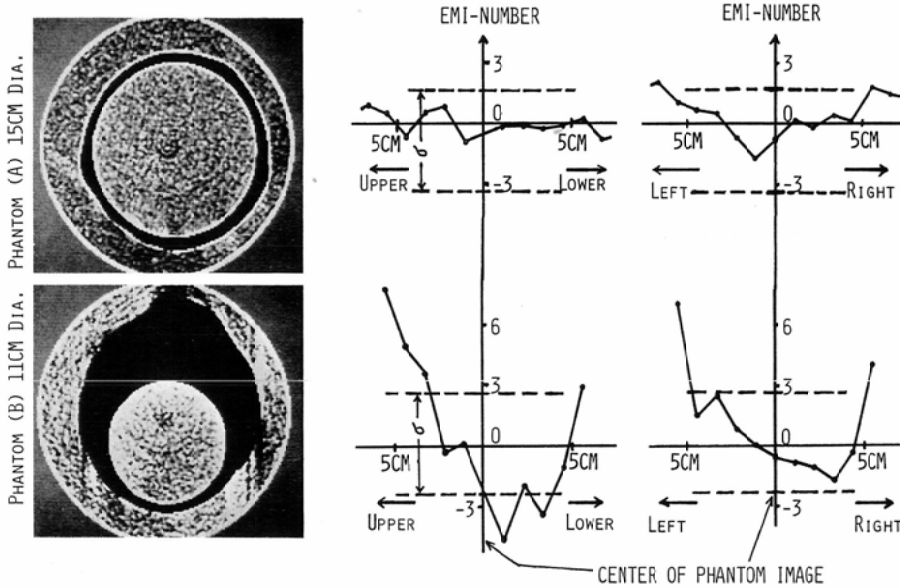 EMI-NUMBER
EMI-NUMBER
PHANTOM (A) 15CM DIA.
3
0
-3
5CM
5CM
σ
UPPER
LOWER
3
0
-3
5CM
5CM
LEFT
RIGHT
PHANTOM (B) 11CM DIA.
6
3
0
-3
5CM
5CM
σ
UPPER
LOWER
6
3
0
-3
5CM
5CM
LEFT
RIGHT
CENTER OF PHANTOM IMAGE